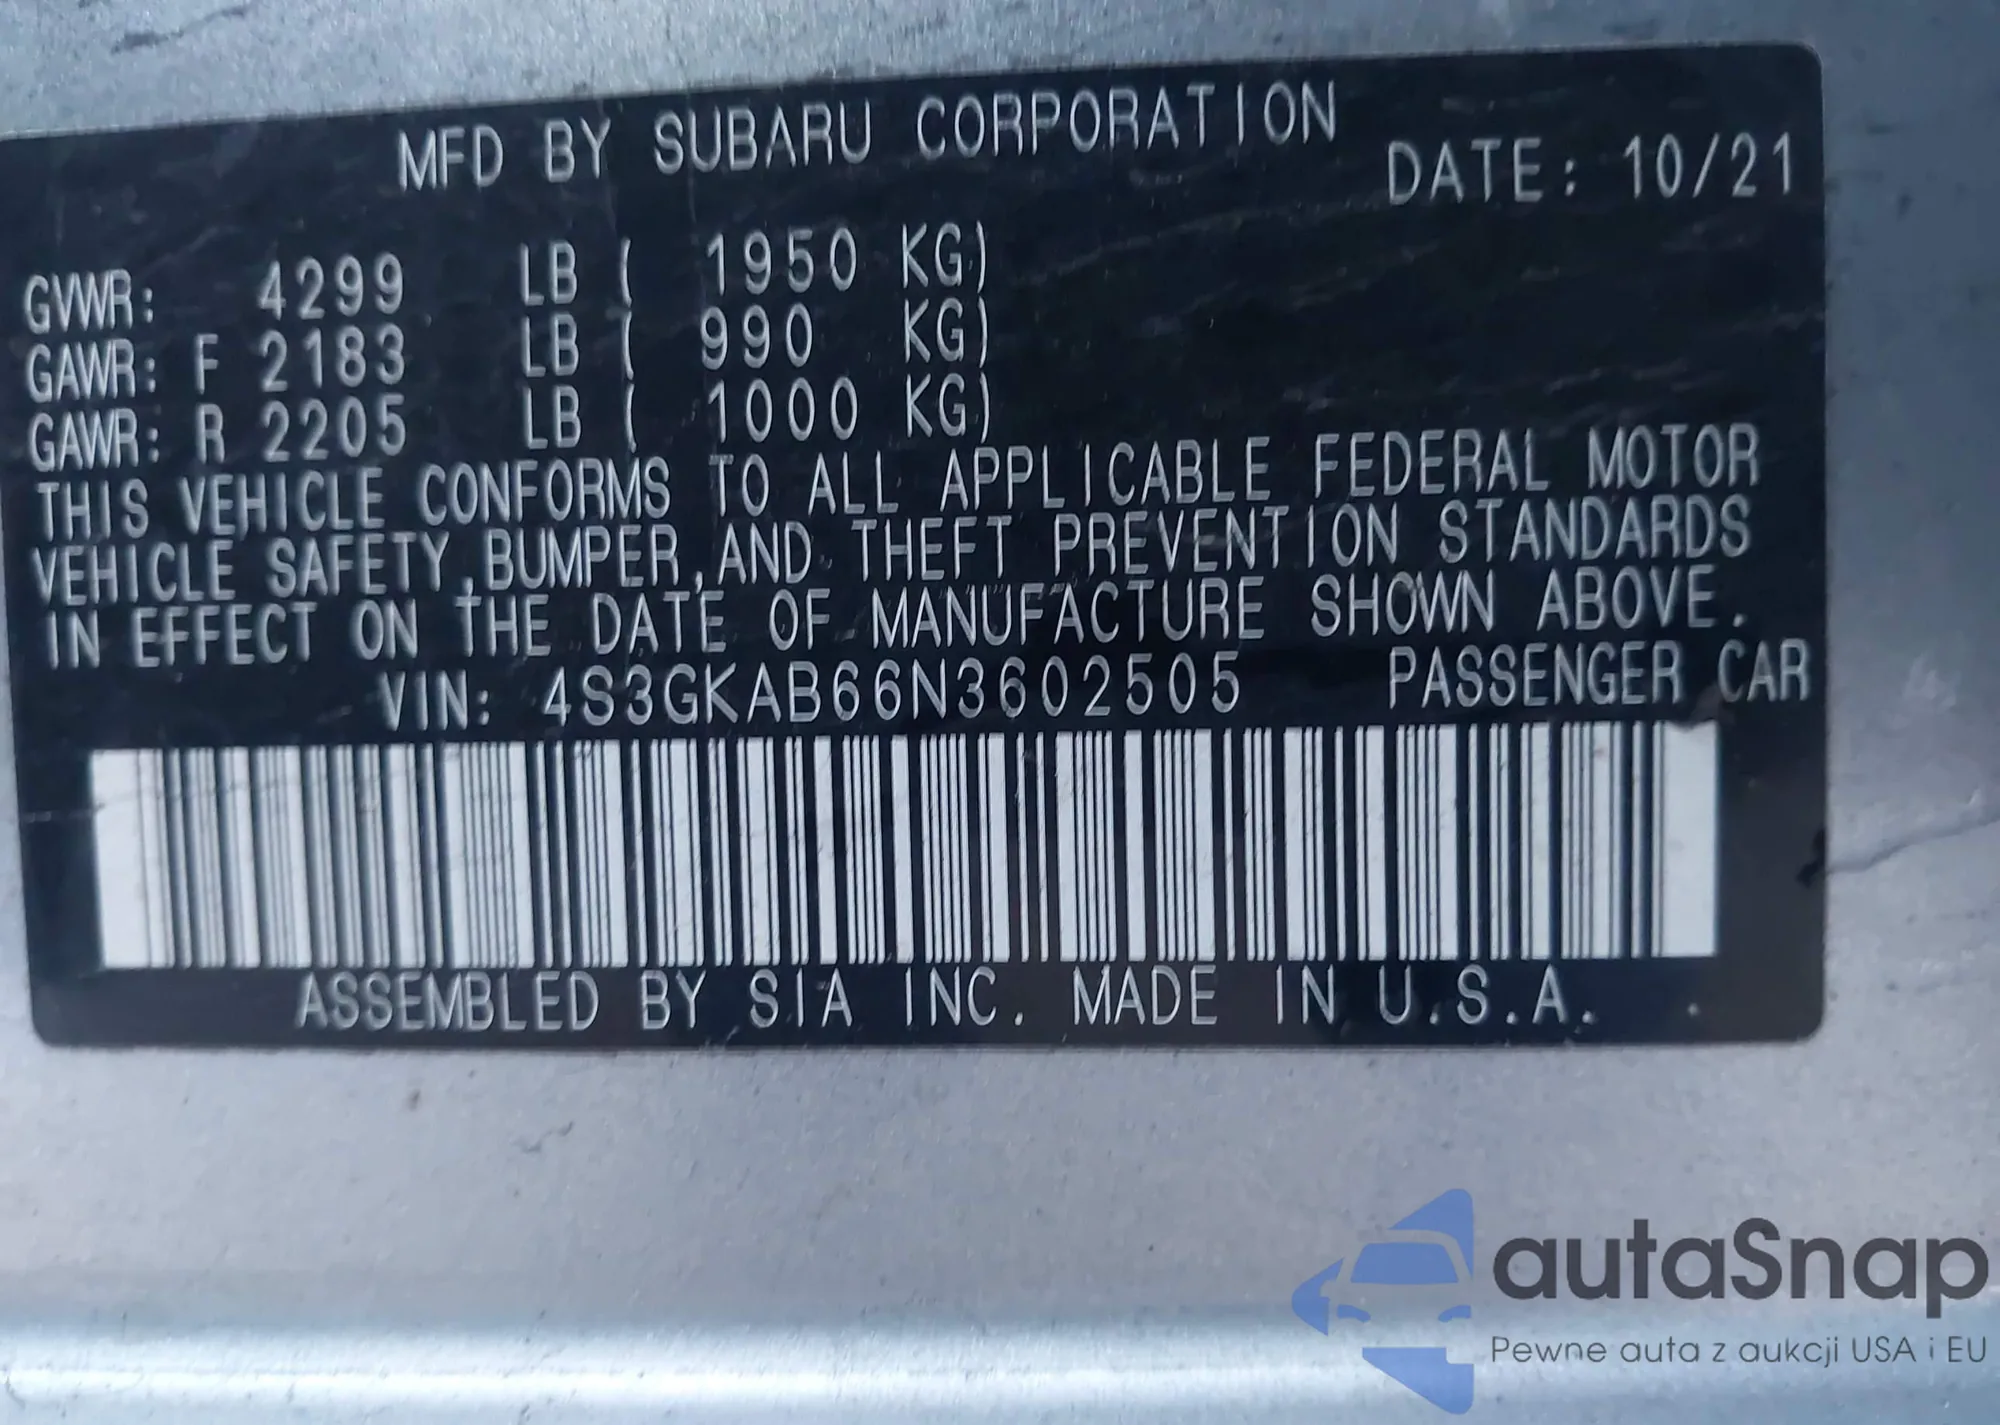 MFD BY SUBARU CORPORATION DATE: 10/21
GVWR: 4299 LB ( 1950 KG)
GAWR: F 2183 LB ( 990 KG)
GAWR: R 2205 LB ( 1000 KG)
THIS VEHICLE CONFORMS TO ALL APPLICABLE FEDERAL MOTOR
VEHICLE SAFETY,BUMPER,AND THEFT PREVENTION STANDARDS
IN EFFECT ON THE DATE OF MANUFACTURE SHOWN ABOVE.
VIN: 4S3GKAB66N3602505 PASSENGER CAR
ASSEMBLED BY SIA INC. MADE IN U.S.A.
autaSnap
Pewne auta z aukcji USA i EU